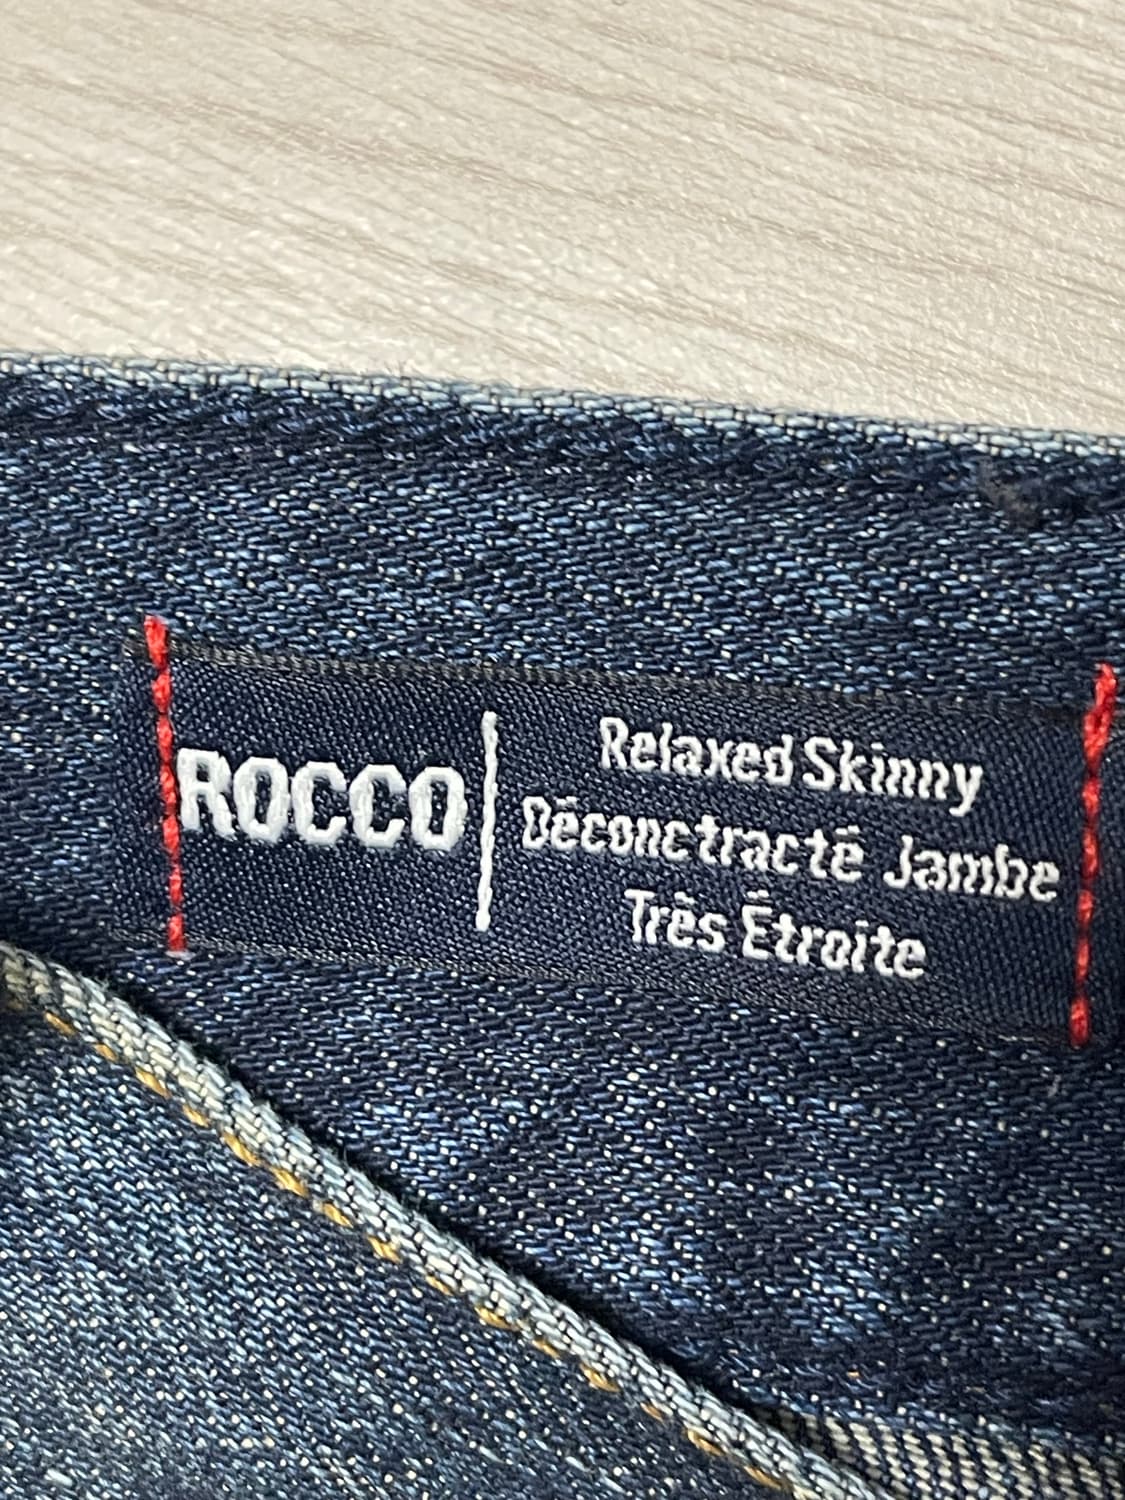 ROCCO
Relaxed Skinny
Déconctracté Jambe
Très Étroite